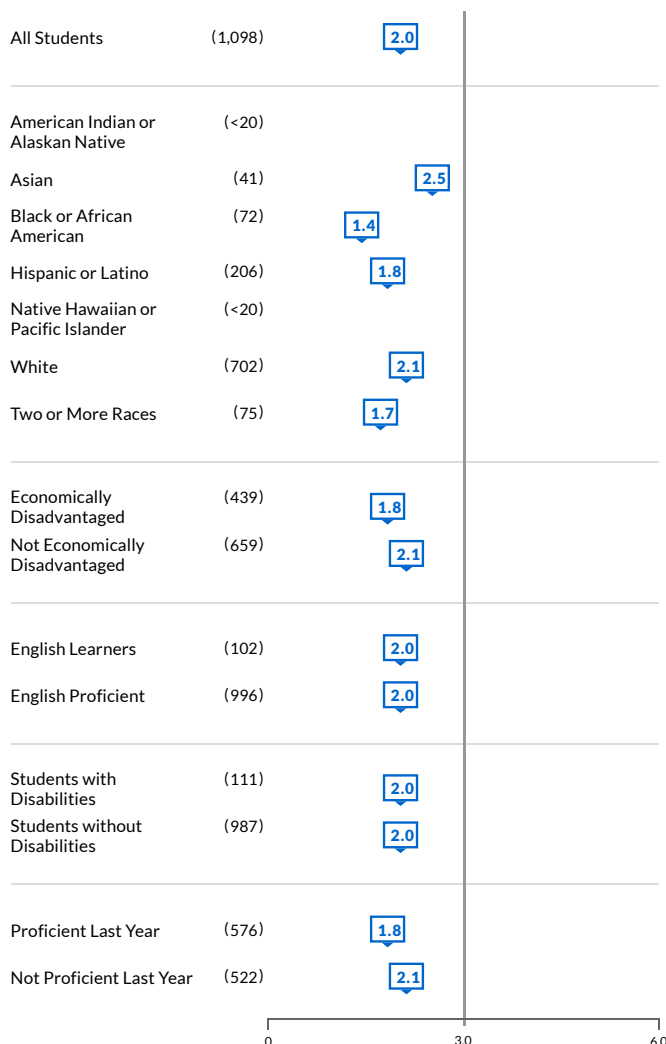 All Students (1,098) 2.0
American Indian or (<20)
Alaskan Native
Asian (41) 2.5
Black or African (72) 1.4
American
Hispanic or Latino (206) 1.8
Native Hawaiian or (<20)
Pacific Islander
White (702) 2.1
Two or More Races (75) 1.7
Economically (439) 1.8
Disadvantaged
Not Economically (659) 2.1
Disadvantaged
English Learners (102) 2.0
English Proficient (996) 2.0
Students with (111) 2.0
Disabilities
Students without (987) 2.0
Disabilities
Proficient Last Year (576) 1.8
Not Proficient Last Year (522) 2.1
0 3.0 6.0